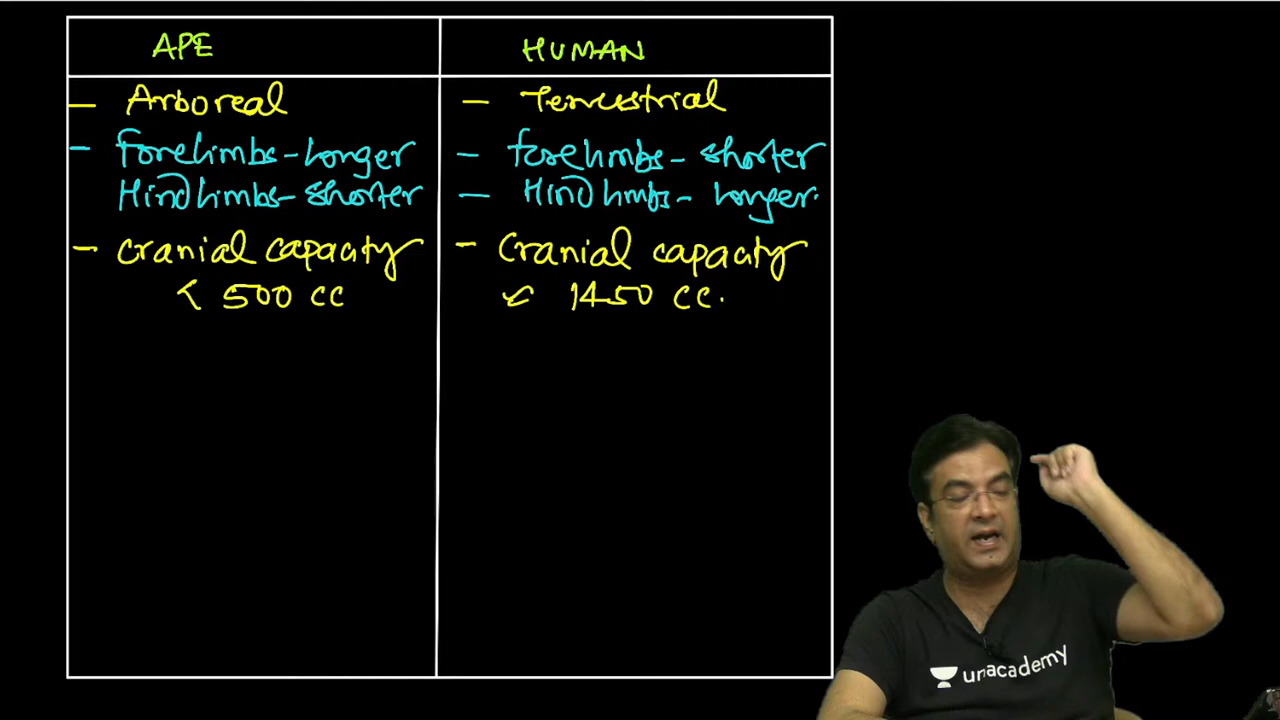 APE
HUMAN
- Arboreal
- Terrestrial
- Forelimbs - Longer
- forelimbs - shorter
Hind limbs - shorter
- Hind limbs - Longer.
- cranial capacity
- Cranial capacity
< 500 cc
1450 cc.
unacademy